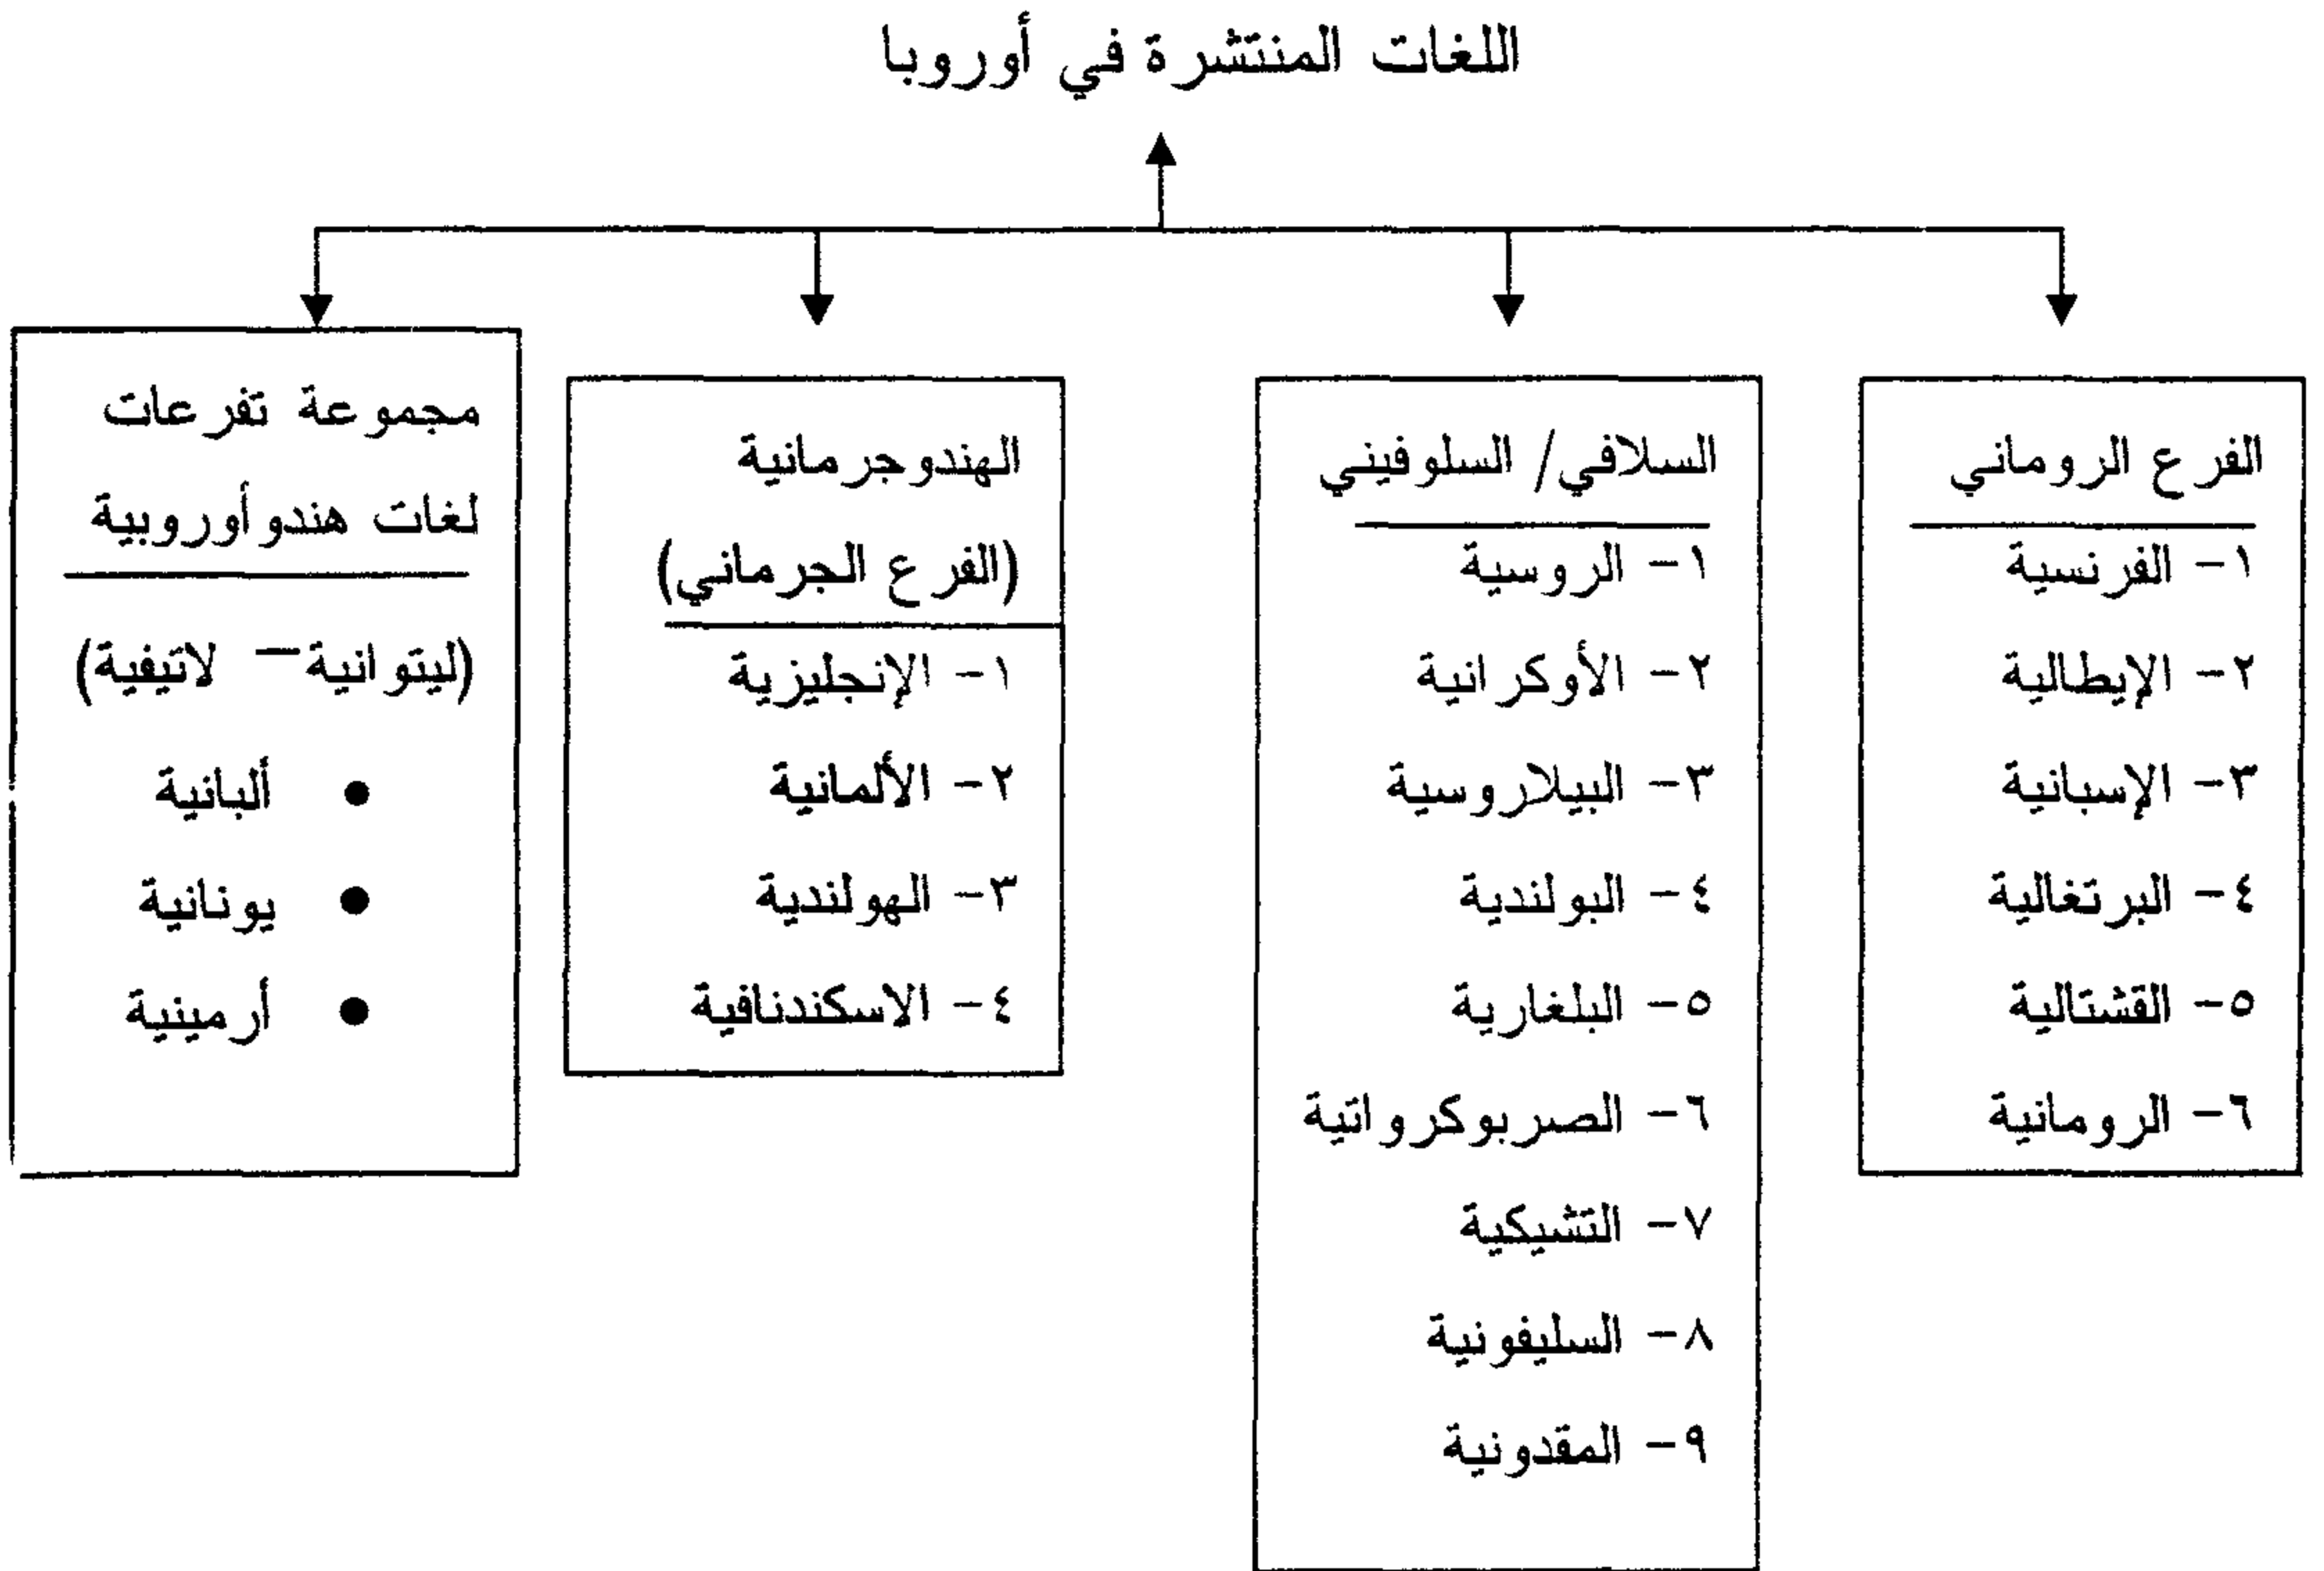 اللغات المنتشرة في أوروبا
الفرع الروماني
١- الفرنسية
٢- الإيطالية
٣- الإسبانية
٤- البرتغالية
٥- القشتالية
٦- الرومانية
السلافي/ السلوفيني
١- الروسية
٢- الأوكرانية
٣- البيلاروسية
٤- البولندية
٥- البلغارية
٦- الصربوكرواتية
٧- التشيكية
٨- السليفونية
٩- المقدونية
الهندوجرمانية
(الفرع الجرماني)
١- الإنجليزية
٢- الألمانية
٣- الهولندية
٤- الاسكندنافية
مجموعة تفرعات
لغات هندوأوروبية
(ليتوانية– لاتيفية)
• ألبانية
• يونانية
• أرمينية